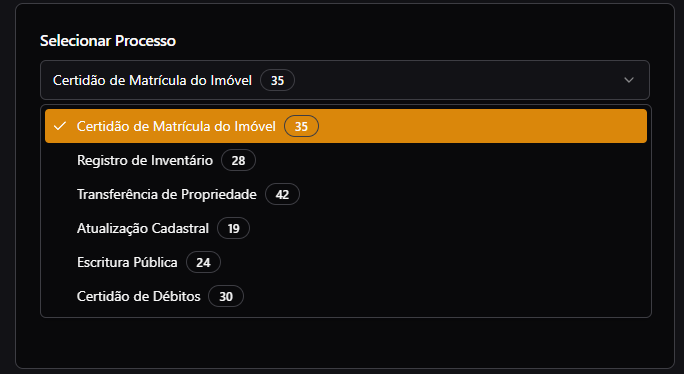 Selecionar Processo
Certidão de Matrícula do Imóvel 35
Certidão de Matrícula do Imóvel 35
Registro de Inventário 28
Transferência de Propriedade 42
Atualização Cadastral 19
Escritura Pública 24
Certidão de Débitos 30